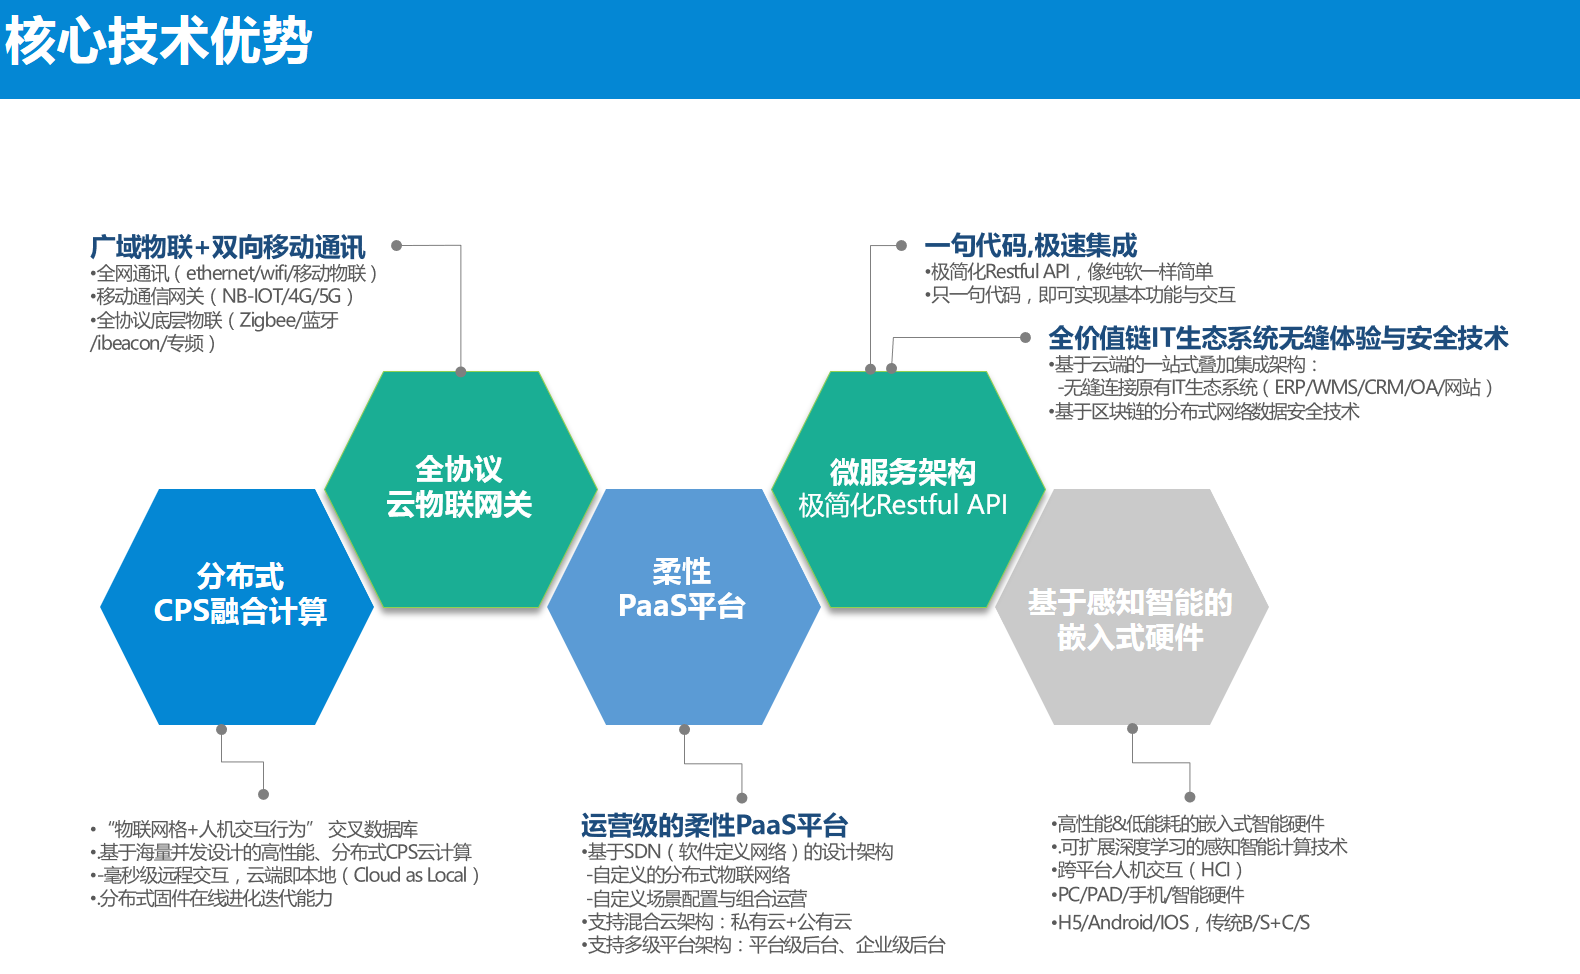 核心技术优势
广域物联+双向移动通讯
•全网通讯（ethernet/wifi/移动物联）
•移动通信网关（NB-IOT/4G/5G）
•全协议底层物联（Zigbee/蓝牙
/ibeacon/专频）
一句代码,极速集成
•极简化Restful API，像纯软一样简单
•只一句代码，即可实现基本功能与交互
全价值链IT生态系统无缝体验与安全技术
•基于云端的一站式叠加集成架构：
-无缝连接原有IT生态系统（ERP/WMS/CRM/OA/网站）
•基于区块链的分布式网络数据安全技术
全协议
云物联网关
微服务架构
极简化Restful API
分布式
CPS融合计算
柔性
PaaS平台
基于感知智能的
嵌入式硬件
•“物联网格+人机交互行为” 交叉数据库
•.基于海量并发设计的高性能、分布式CPS云计算
•-毫秒级远程交互，云端即本地（Cloud as Local）
•.分布式固件在线进化迭代能力
运营级的柔性PaaS平台
•基于SDN（软件定义网络）的设计架构
-自定义的分布式物联网络
-自定义场景配置与组合运营
•支持混合云架构：私有云+公有云
•支持多级平台架构：平台级后台、企业级后台
•高性能&低能耗的嵌入式智能硬件
•.可扩展深度学习的感知智能计算技术
•跨平台人机交互（HCI）
•PC/PAD/手机/智能硬件
•H5/Android/IOS，传统B/S+C/S